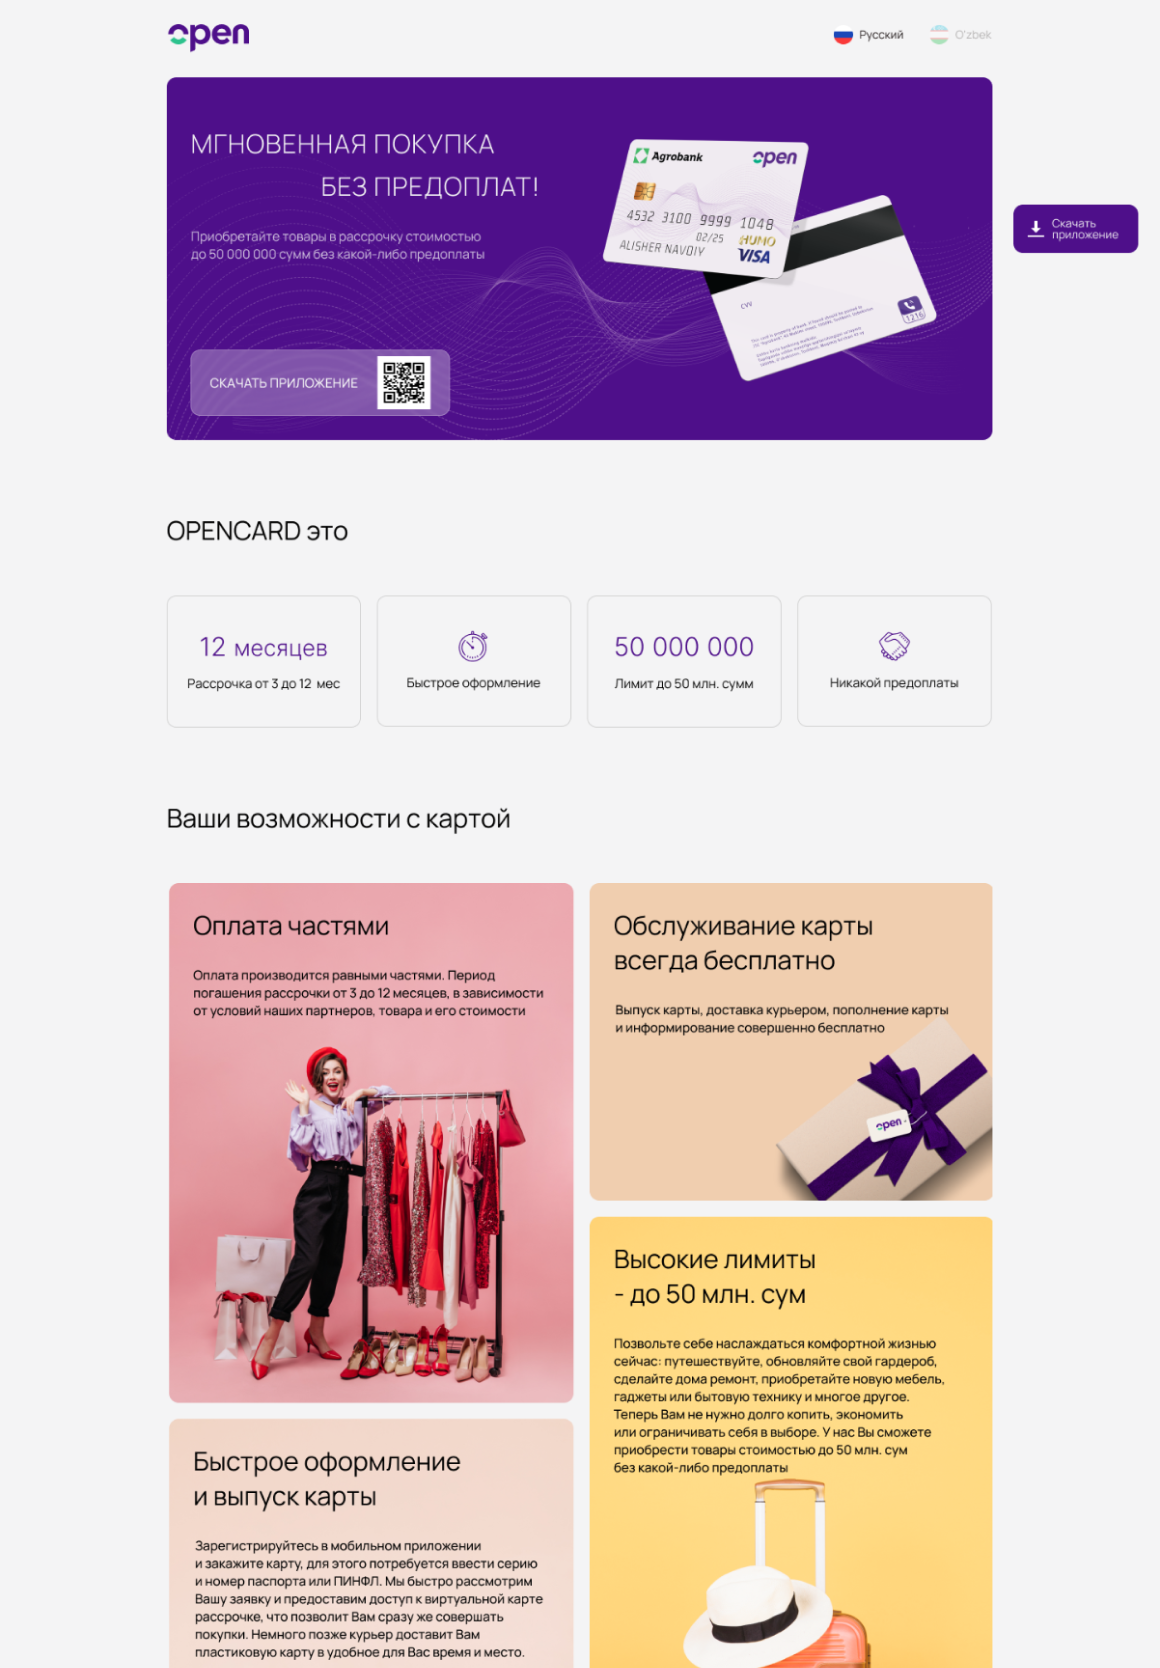 open
Русский
O'zbek
МГНОВЕННАЯ ПОКУПКА
БЕЗ ПРЕДОПЛАТ!
Приобретайте товары в рассрочку стоимостью
до 50 000 000 сумм без какой-либо предоплаты
Agrobank
open
4532 3100 9999 1048
02/25
HUMO
ALISHER NAVOIY
VISA
CVV
1216
СКАЧАТЬ ПРИЛОЖЕНИЕ
Скачать
приложение
OPENCARD это
12 месяцев
Рассрочка от 3 до 12 мес
Быстрое оформление
50 000 000
Лимит до 50 млн. сумм
Никакой предоплаты
Ваши возможности с картой
Оплата частями
Оплата производится равными частями. Период
погашения рассрочки от 3 до 12 месяцев, в зависимости
от условий наших партнеров, товара и его стоимости
Обслуживание карты
всегда бесплатно
Выпуск карты, доставка курьером, пополнение карты
и информирование совершенно бесплатно
open
Высокие лимиты
- до 50 млн. сум
Позвольте себе наслаждаться комфортной жизнью
сейчас: путешествуйте, обновляйте свой гардероб,
сделайте дома ремонт, приобретайте новую мебель,
гаджеты или бытовую технику и многое другое.
Теперь Вам не нужно долго копить, экономить
или ограничивать себя в выборе. У нас Вы сможете
приобрести товары стоимостью до 50 млн. сум
без какой-либо предоплаты
Быстрое оформление
и выпуск карты
Зарегистрируйтесь в мобильном приложении
и закажите карту, для этого потребуется ввести серию
и номер паспорта или ПИНФЛ. Мы быстро рассмотрим
Вашу заявку и предоставим доступ к виртуальной карте
рассрочке, что позволит Вам сразу же совершать
покупки. Немного позже курьер доставит Вам
пластиковую карту в удобное для Вас время и место.